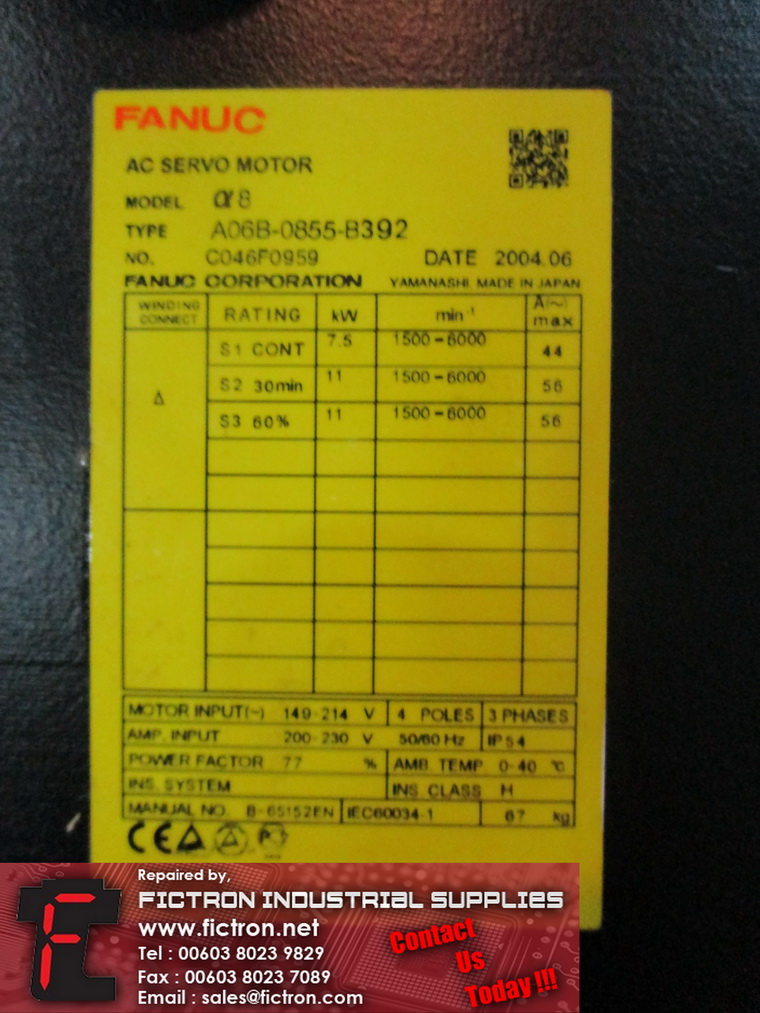 FANUC
AC SERVO MOTOR
MODEL α8
TYPE A06B-0855-B392
NO. C046F0959 DATE 2004.06
FANUC CORPORATION YAMANASHI MADE IN JAPAN
WINDING CONNECT RATING kW min⁻¹ A(~) max
Δ
S1 CONT 7.5 1500-6000 44
S2 30min 11 1500-6000 56
S3 60% 11 1500-6000 56
MOTOR INPUT(~) 149-214 V 4 POLES 3 PHASES
AMP. INPUT 200-230 V 50/60 Hz IP54
POWER FACTOR 77 % AMB. TEMP 0-40 ℃
INS. SYSTEM INS. CLASS H
MANUAL NO. B-65152EN IEC60034-1 67 kg
CE
Repaired by,
FICTRON INDUSTRIAL SUPPLIES
www.fictron.net
Tel : 00603 8023 9829
Fax : 00603 8023 7089
Email : sales@fictron.com
Contact
Us
Today !!!